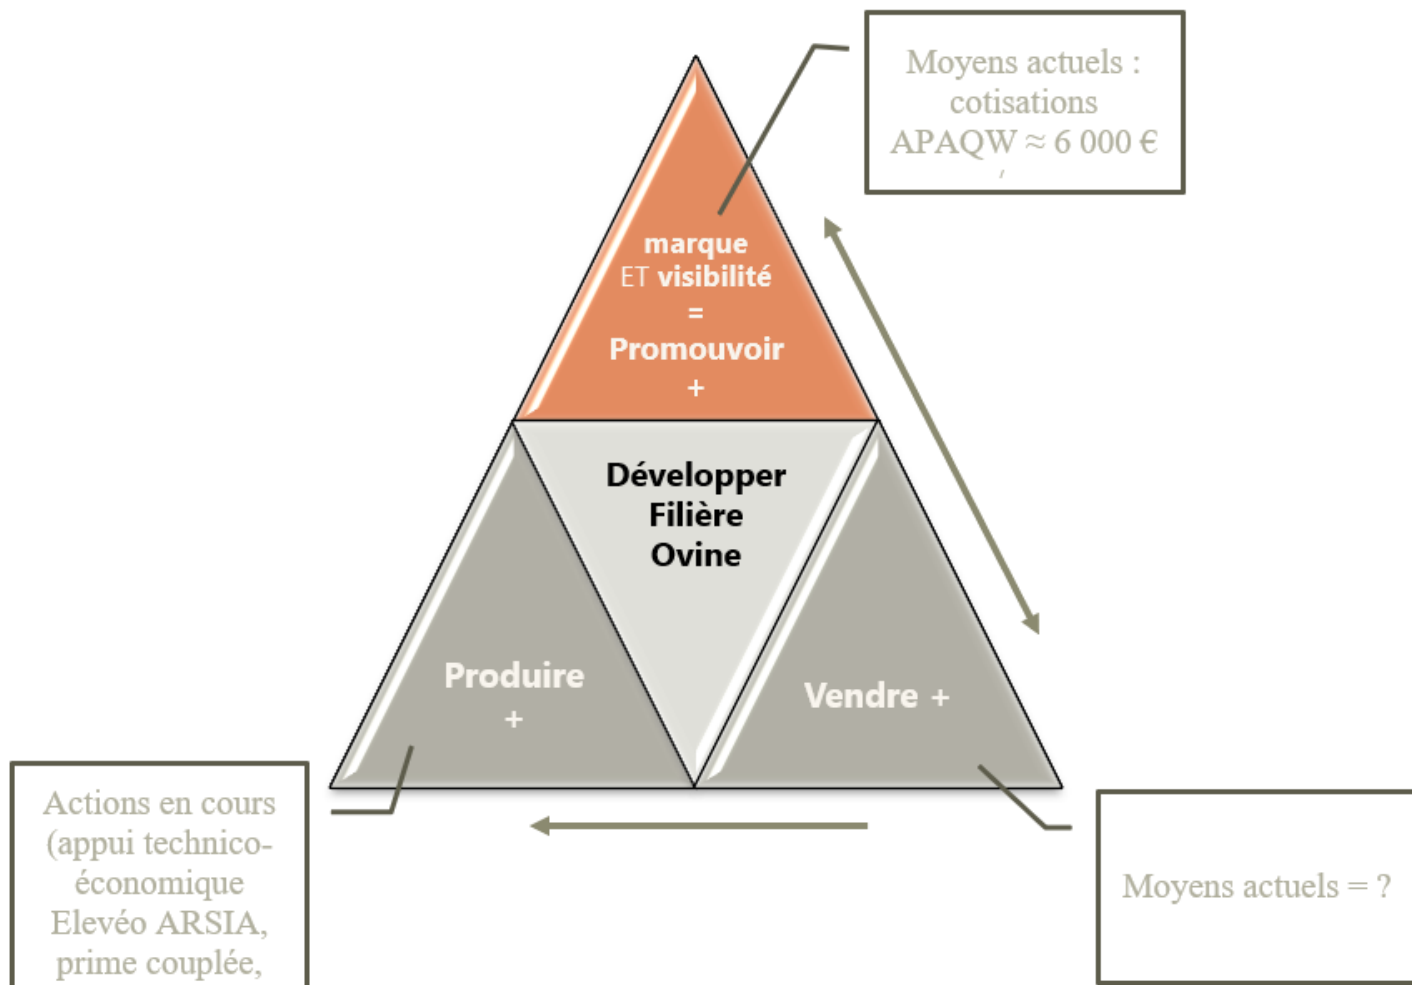 Moyens actuels :
cotisations
APAQW ≈ 6 000 €
marque
ET visibilité
=
Promouvoir
+
Développer
Filière
Ovine
Produire
+
Vendre +
Actions en cours
(appui technico-
économique
Elevéo ARSIA,
prime couplée,
Moyens actuels = ?